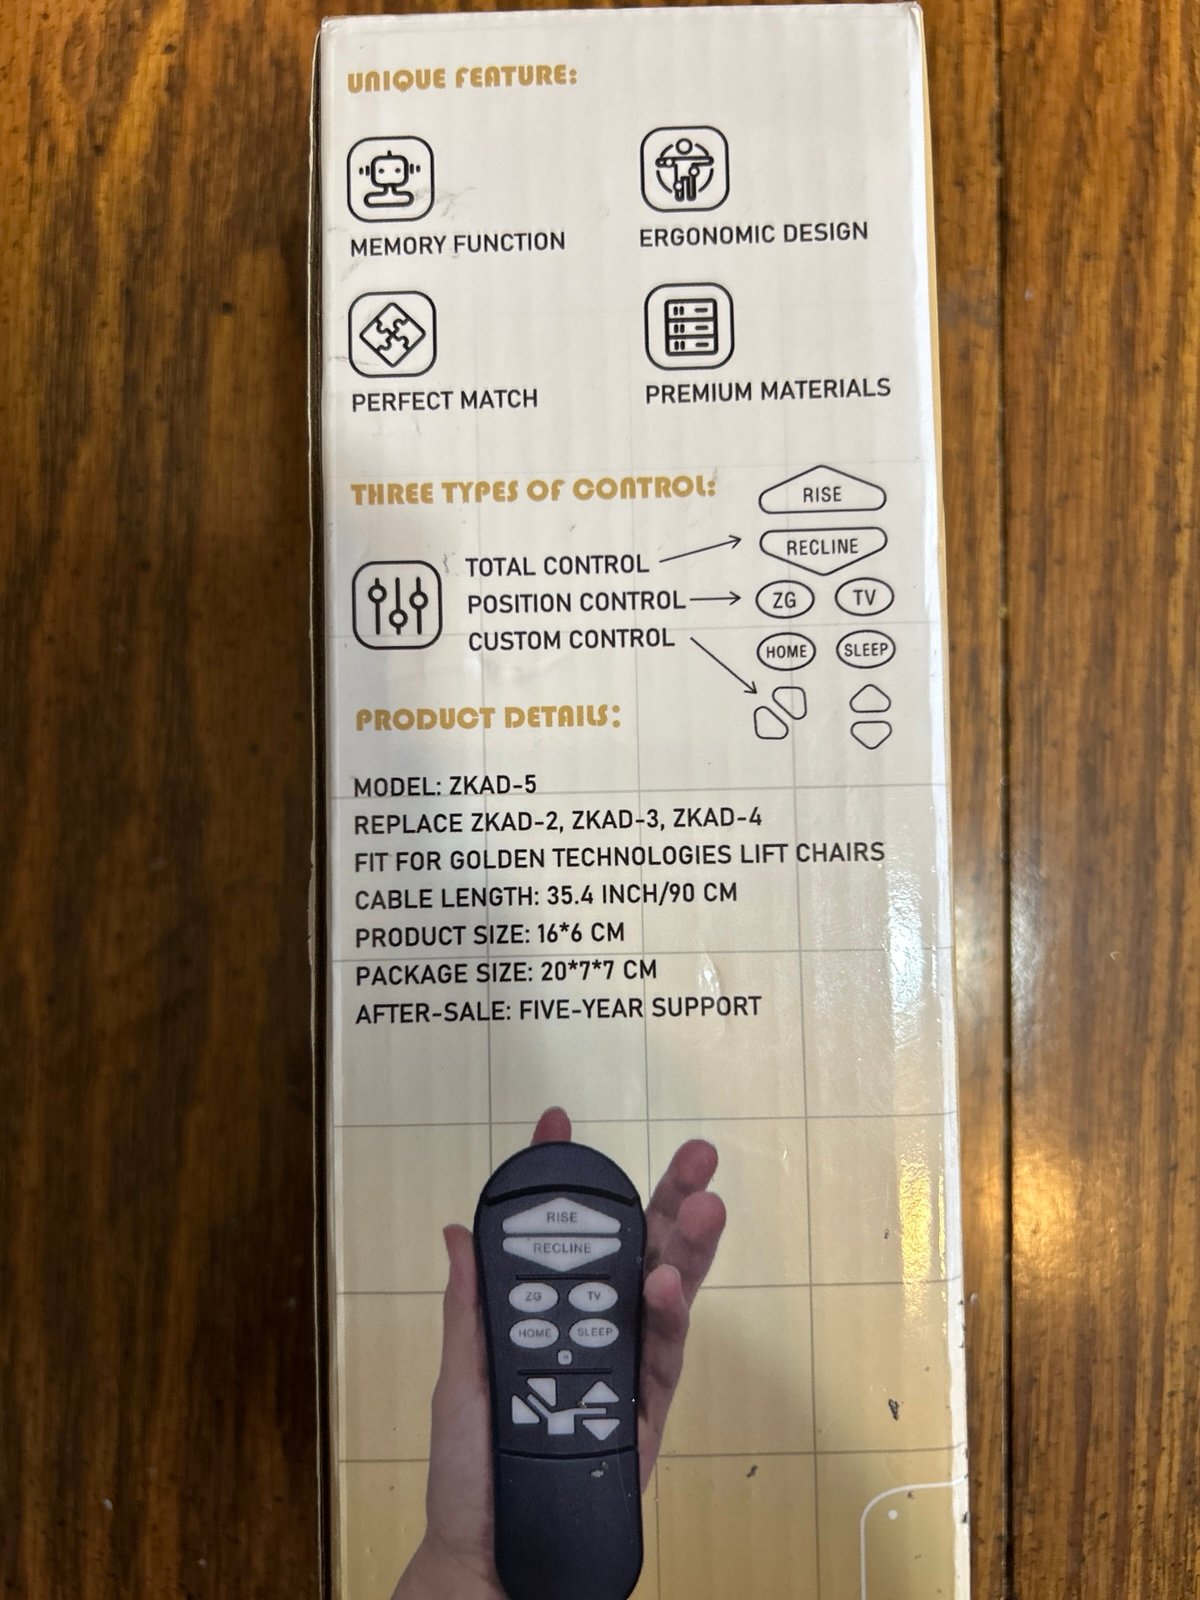 UNIQUE FEATURE:
MEMORY FUNCTION
ERGONOMIC DESIGN
PERFECT MATCH
PREMIUM MATERIALS
THREE TYPES OF CONTROL:
RISE
RECLINE
TOTAL CONTROL
POSITION CONTROL
ZG TV
CUSTOM CONTROL
HOME SLEEP
PRODUCT DETAILS:
MODEL: ZKAD-5
REPLACE ZKAD-2, ZKAD-3, ZKAD-4
FIT FOR GOLDEN TECHNOLOGIES LIFT CHAIRS
CABLE LENGTH: 35.4 INCH/90 CM
PRODUCT SIZE: 16*6 CM
PACKAGE SIZE: 20*7*7 CM
AFTER-SALE: FIVE-YEAR SUPPORT
RISE
RECLINE
ZG TV
HOME SLEEP